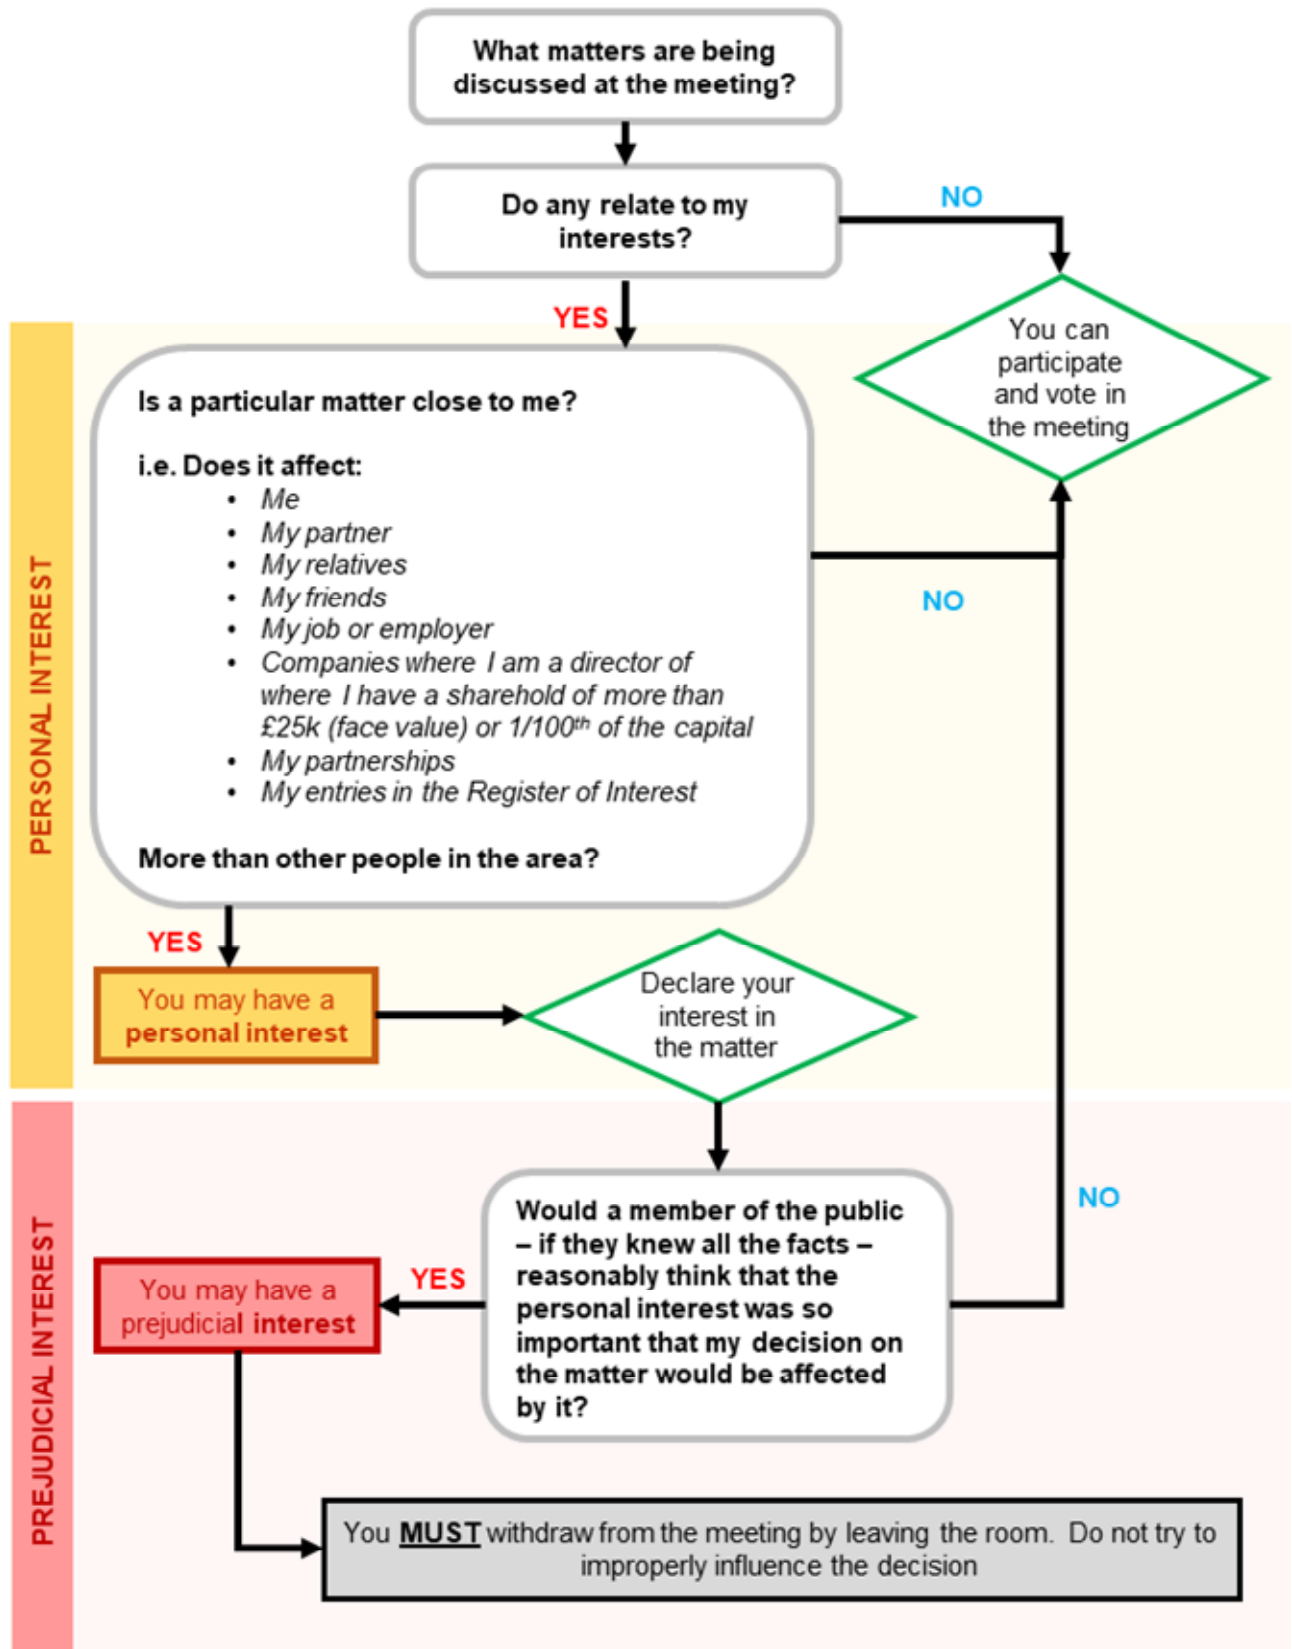 What matters are being
discussed at the meeting?
Do any relate to my
interests?
NO
YES
You can
participate
and vote in
the meeting
PERSONAL INTEREST
Is a particular matter close to me?
i.e. Does it affect:
• Me
• My partner
• My relatives
• My friends
• My job or employer
• Companies where I am a director of
where I have a sharehold of more than
£25k (face value) or 1/100th of the capital
• My partnerships
• My entries in the Register of Interest
More than other people in the area?
NO
YES
You may have a
personal interest
Declare your
interest in
the matter
PREJUDICIAL INTEREST
Would a member of the public
– if they knew all the facts –
reasonably think that the
personal interest was so
important that my decision on
the matter would be affected
by it?
NO
YES
You may have a
prejudicial interest
You MUST withdraw from the meeting by leaving the room. Do not try to
improperly influence the decision